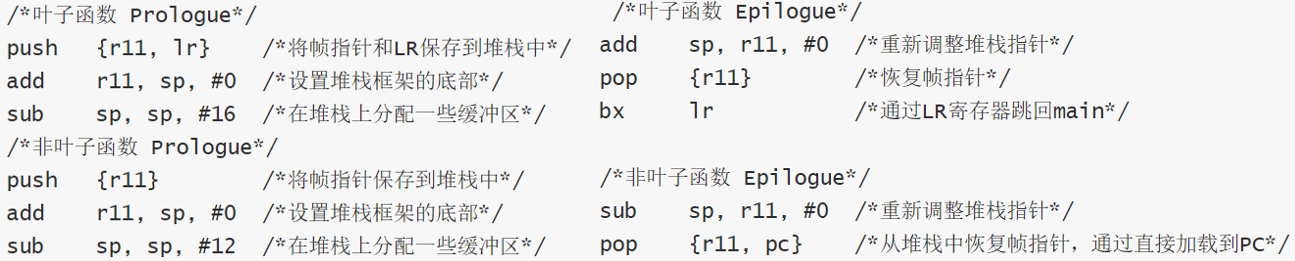 /*叶子函数 Prologue*/
push {r11, lr} /*将帧指针和LR保存到堆栈中*/
add r11, sp, #0 /*设置堆栈框架的底部*/
sub sp, sp, #16 /*在堆栈上分配一些缓冲区*/
/*非叶子函数 Prologue*/
push {r11} /*将帧指针保存到堆栈中*/
add r11, sp, #0 /*设置堆栈框架的底部*/
sub sp, sp, #12 /*在堆栈上分配一些缓冲区*/
/*叶子函数 Epilogue*/
add sp, r11, #0 /*重新调整堆栈指针*/
pop {r11} /*恢复帧指针*/
bx lr /*通过LR寄存器跳回main*/
/*非叶子函数 Epilogue*/
sub sp, r11, #0 /*重新调整堆栈指针*/
pop {r11, pc} /*从堆栈中恢复帧指针，通过直接加载到PC*/